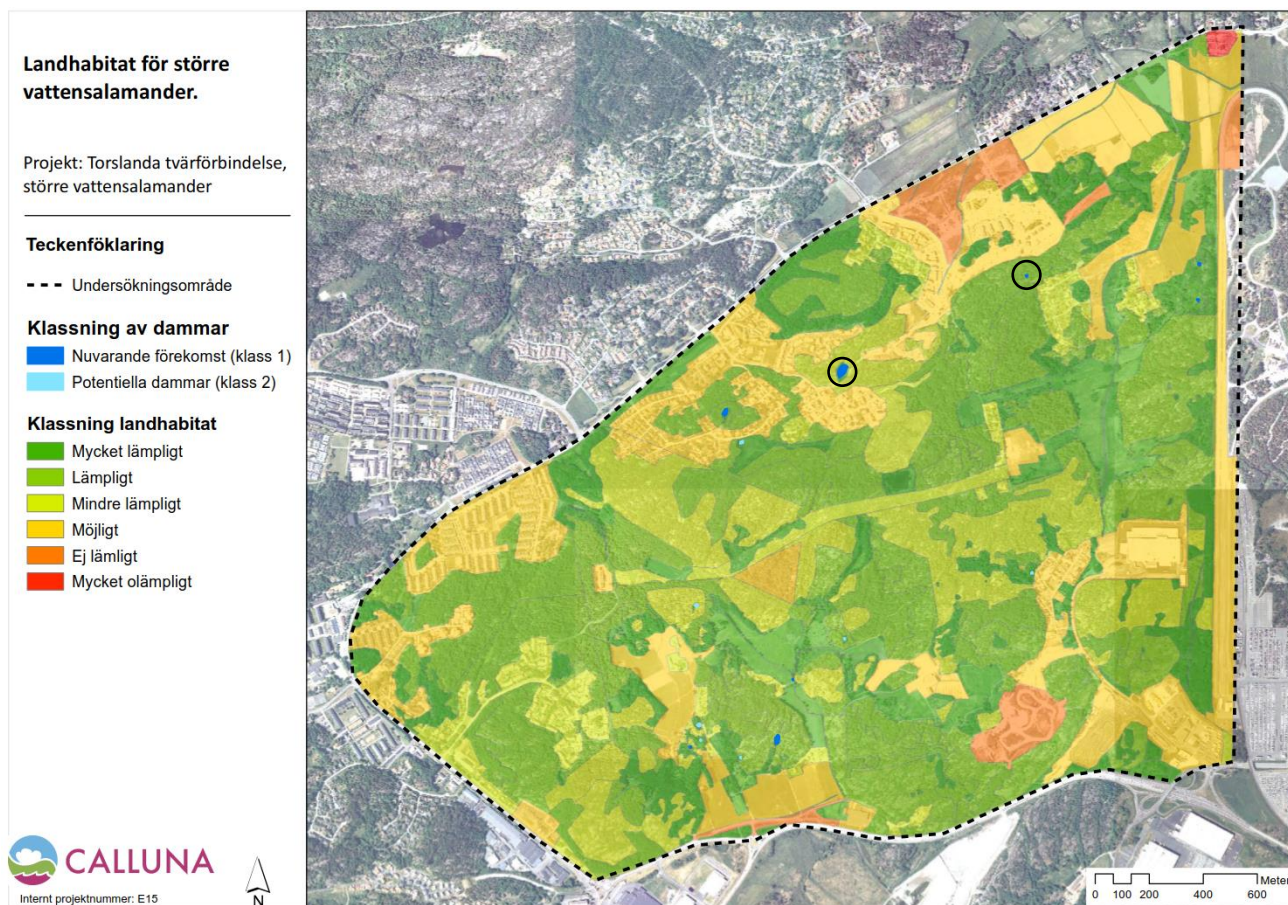 Landhabitat för större
vattensalamander.
Projekt: Torslanda tvärförbindelse,
större vattensalamander
Teckenföklaring
Undersökningsområde
Klassning av dammar
Nuvarande förekomst (klass 1)
Potentiella dammar (klass 2)
Klassning landhabitat
Mycket lämpligt
Lämpligt
Mindre lämpligt
Möjligt
Ej lämligt
Mycket olämpligt
CALLUNA
Internt projektnummer: E15
N
Meter
0 100 200 400 600